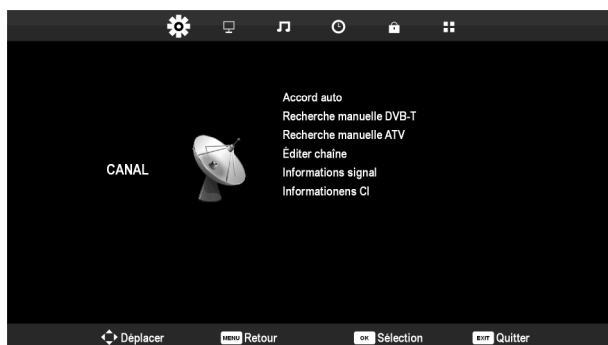 Accord auto
Recherche manuelle DVB-T
Recherche manuelle ATV
Éditer chaîne
CANAL
Informations signal
Informationens CI
Déplacer MENU Retour OK Sélection EXIT Quitter